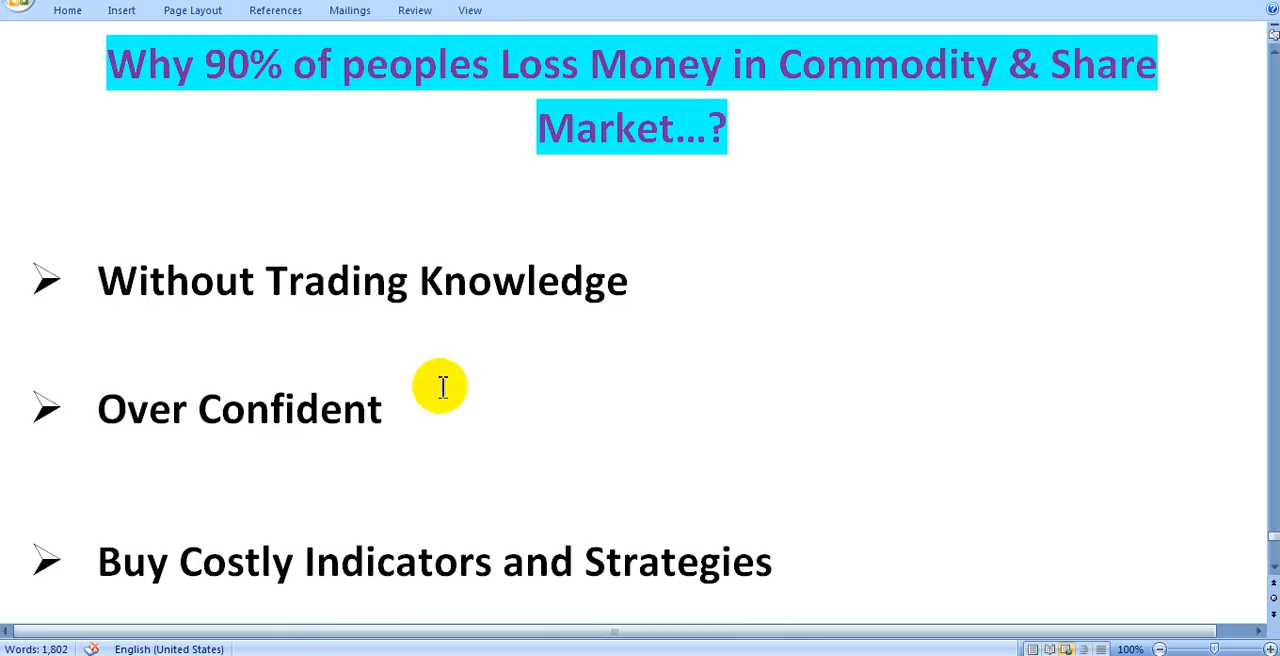 Home Insert Page Layout References Mailings Review View
Why 90% of peoples Loss Money in Commodity & Share
Market...?
Without Trading Knowledge
Over Confident
Buy Costly Indicators and Strategies
Words: 1,802 English (United States) 100%